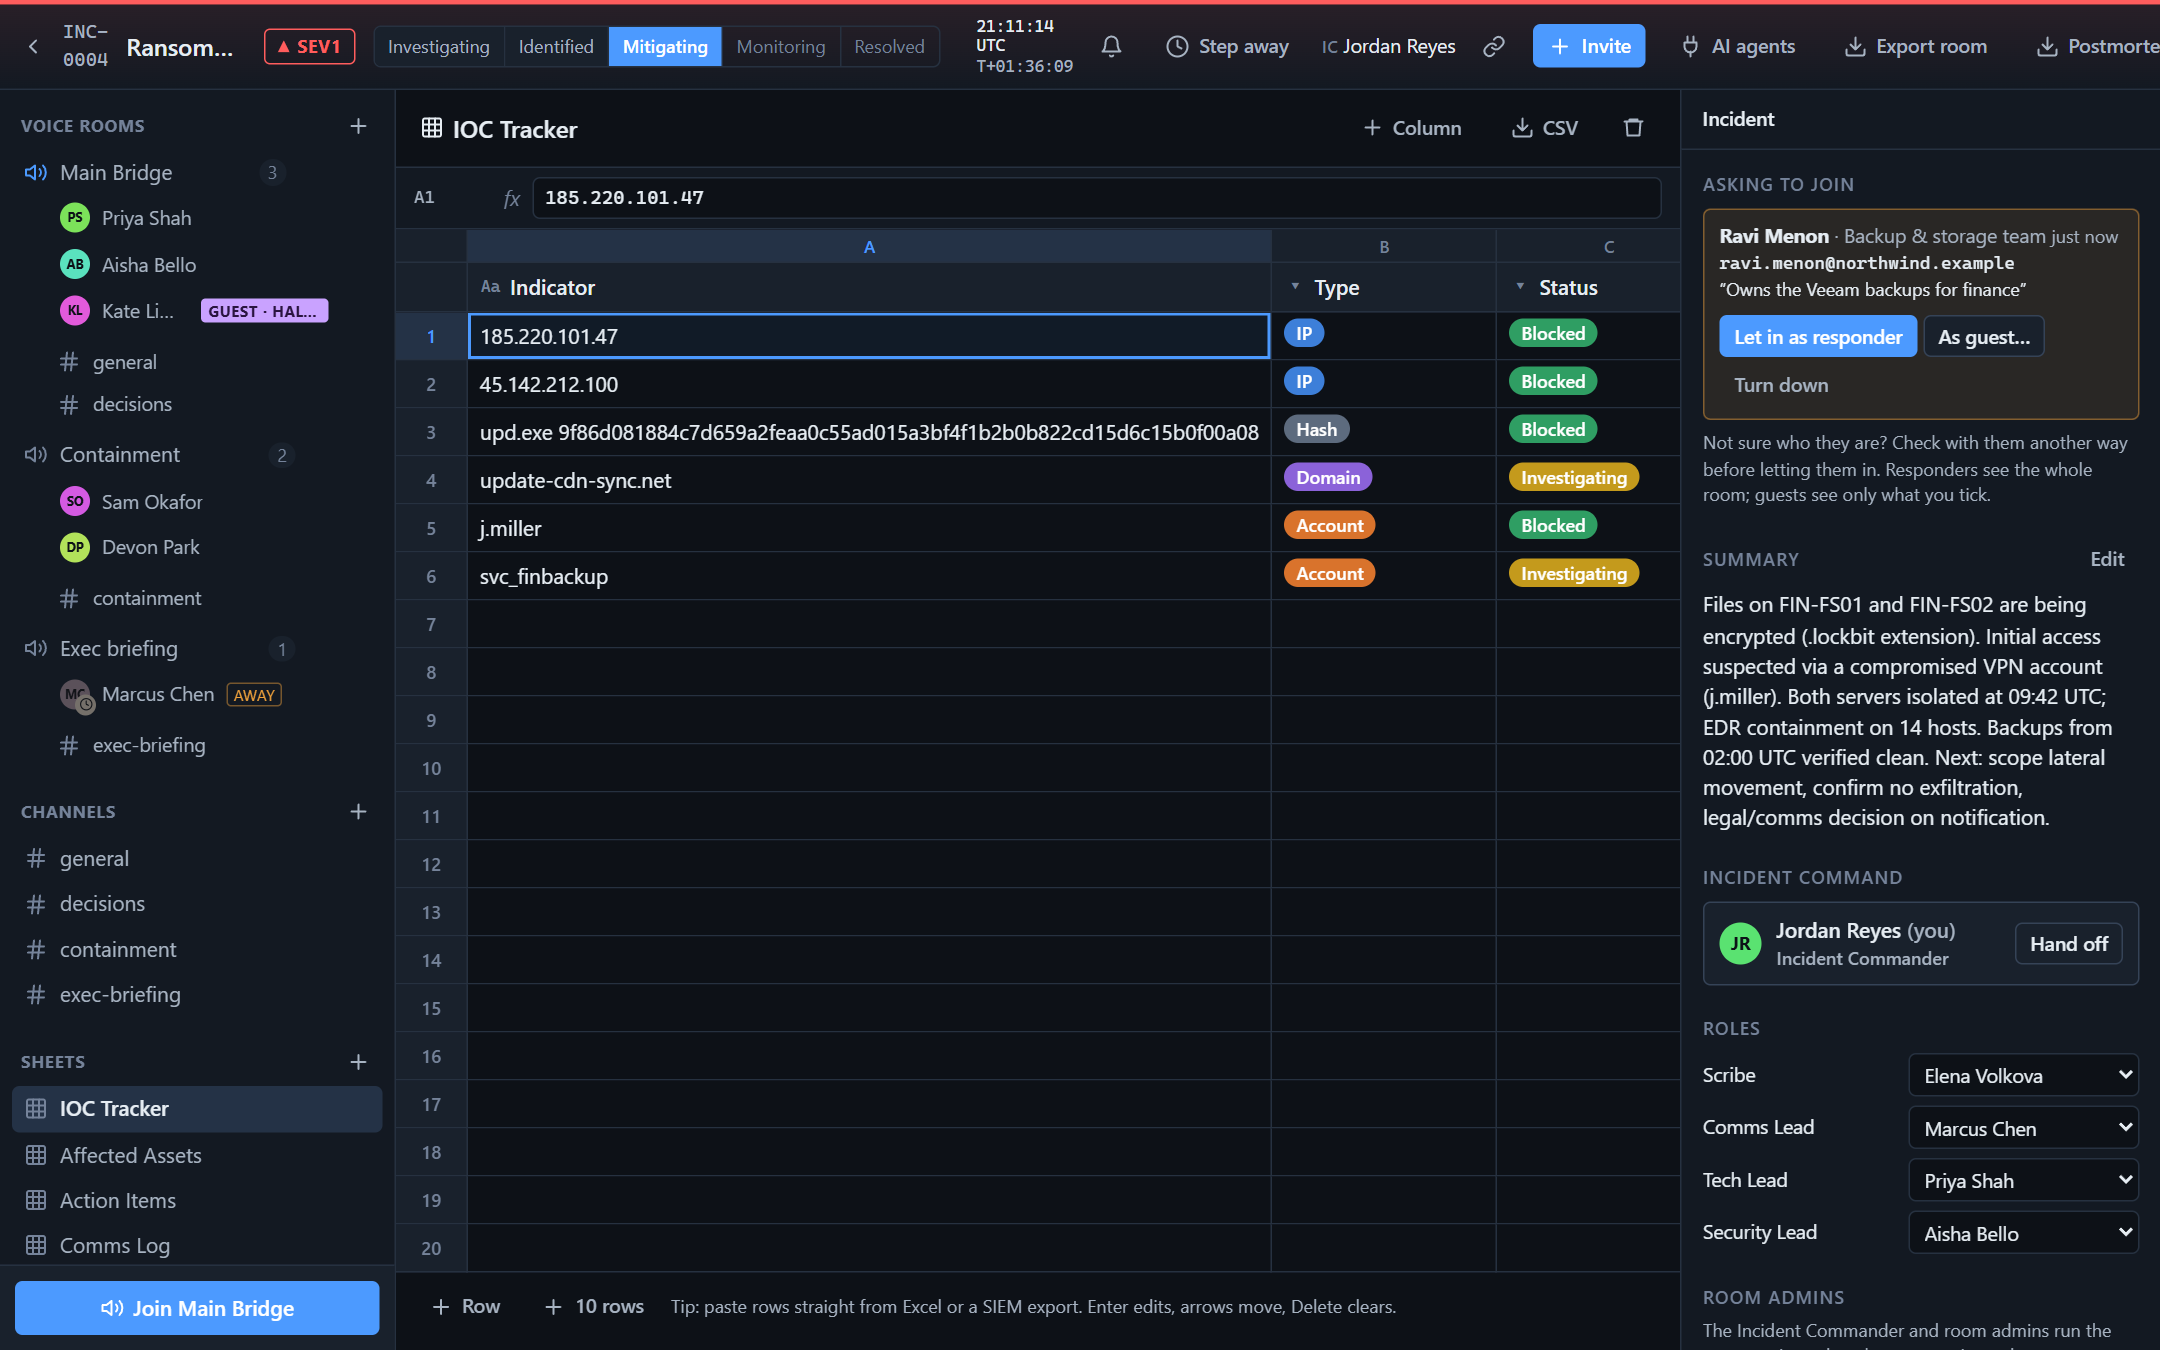 INC-
0004
Ransom...
SEV1
Investigating
Identified
Mitigating
Monitoring
Resolved
21:11:14
UTC
T+01:36:09
Step away
IC Jordan Reyes
Invite
AI agents
Export room
Postmorte
VOICE ROOMS
Main Bridge
3
PS
Priya Shah
AB
Aisha Bello
KL
Kate Li...
GUEST · HAL...
# general
# decisions
Containment
2
SO
Sam Okafor
DP
Devon Park
# containment
Exec briefing
1
MC
Marcus Chen
AWAY
# exec-briefing
CHANNELS
# general
# decisions
# containment
# exec-briefing
SHEETS
IOC Tracker
Affected Assets
Action Items
Comms Log
Join Main Bridge
IOC Tracker
+ Column
CSV
A1
fx
185.220.101.47
A
B
C
Aa Indicator
Type
Status
1
185.220.101.47
IP
Blocked
2
45.142.212.100
IP
Blocked
3
upd.exe 9f86d081884c7d659a2feaa0c55ad015a3bf4f1b2b0b822cd15d6c15b0f00a08
Hash
Blocked
4
update-cdn-sync.net
Domain
Investigating
5
j.miller
Account
Blocked
6
svc_finbackup
Account
Investigating
7
8
9
10
11
12
13
14
15
16
17
18
19
20
+ Row
+ 10 rows
Tip: paste rows straight from Excel or a SIEM export. Enter edits, arrows move, Delete clears.
Incident
ASKING TO JOIN
Ravi Menon · Backup & storage team just now
ravi.menon@northwind.example
“Owns the Veeam backups for finance”
Let in as responder
As guest...
Turn down
Not sure who they are? Check with them another way
before letting them in. Responders see the whole
room; guests see only what you tick.
SUMMARY
Edit
Files on FIN-FS01 and FIN-FS02 are being
encrypted (.lockbit extension). Initial access
suspected via a compromised VPN account
(j.miller). Both servers isolated at 09:42 UTC;
EDR containment on 14 hosts. Backups from
02:00 UTC verified clean. Next: scope lateral
movement, confirm no exfiltration,
legal/comms decision on notification.
INCIDENT COMMAND
JR
Jordan Reyes (you)
Incident Commander
Hand off
ROLES
Scribe
Elena Volkova
Comms Lead
Marcus Chen
Tech Lead
Priya Shah
Security Lead
Aisha Bello
ROOM ADMINS
The Incident Commander and room admins run the